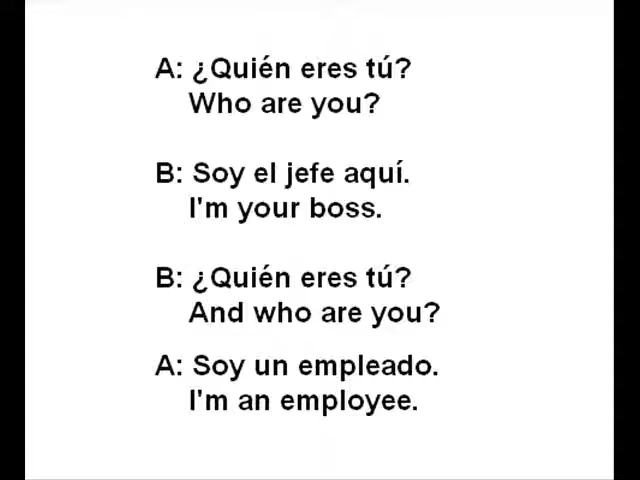 A: ¿Quién eres tú?
Who are you?
B: Soy el jefe aquí.
I'm your boss.
B: ¿Quién eres tú?
And who are you?
A: Soy un empleado.
I'm an employee.